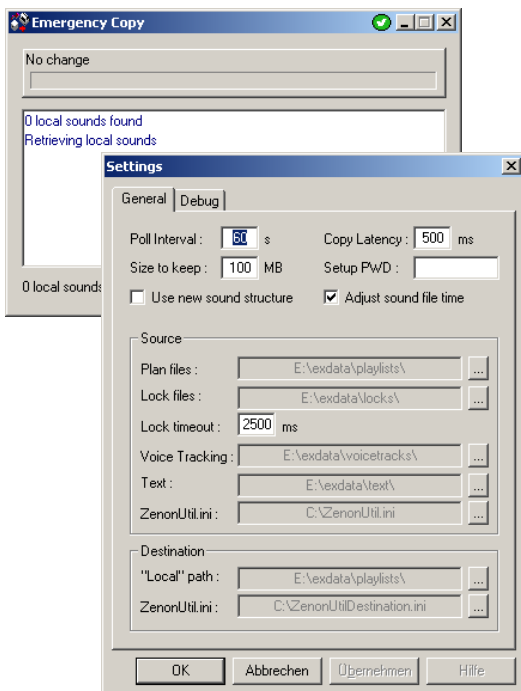 Emergency Copy
No change
0 local sounds found
Retrieving local sounds
0 local sounds
Settings
General Debug
Poll Interval : 60 s Copy Latency : 500 ms
Size to keep : 100 MB Setup PWD :
Use new sound structure Adjust sound file time
Source
Plan files : E:\exdata\playlists\ ...
Lock files : E:\exdata\locks\ ...
Lock timeout : 2500 ms
Voice Tracking : E:\exdata\voicetracks\ ...
Text : E:\exdata\text\ ...
ZenonUtil.ini : C:\ZenonUtil.ini ...
Destination
"Local" path : E:\exdata\playlists\ ...
ZenonUtil.ini : C:\ZenonUtilDestination.ini ...
OK Abbrechen Übernehmen Hilfe